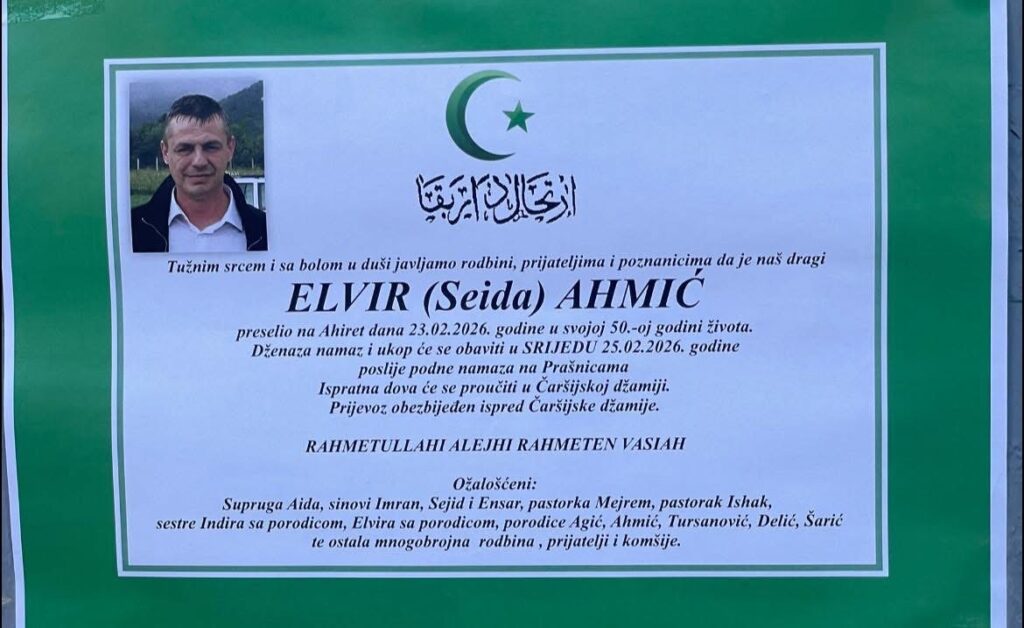 ارتحال دار بقا
Tužnim srcem i sa bolom u duši javljamo rodbini, prijateljima i poznanicima da je naš dragi
ELVIR (Seida) AHMIĆ
preselio na Ahiret dana 23.02.2026. godine u svojoj 50.-oj godini života.
Dženaza namaz i ukop će se obaviti u SRIJEDU 25.02.2026. godine
poslije podne namaza na Prašnicama
Ispratna dova će se proučiti u Čaršijskoj džamiji.
Prijevoz obezbijeđen ispred Čaršijske džamije.
RAHMETULLAHI ALEJHI RAHMETEN VASIAH
Ožalošćeni:
Supruga Aida, sinovi Imran, Sejid i Ensar, pastorka Mejrem, pastorak Ishak,
sestre Indira sa porodicom, Elvira sa porodicom, porodice Agić, Ahmić, Tursanović, Delić, Šarić
te ostala mnogobrojna rodbina , prijatelji i komšije.